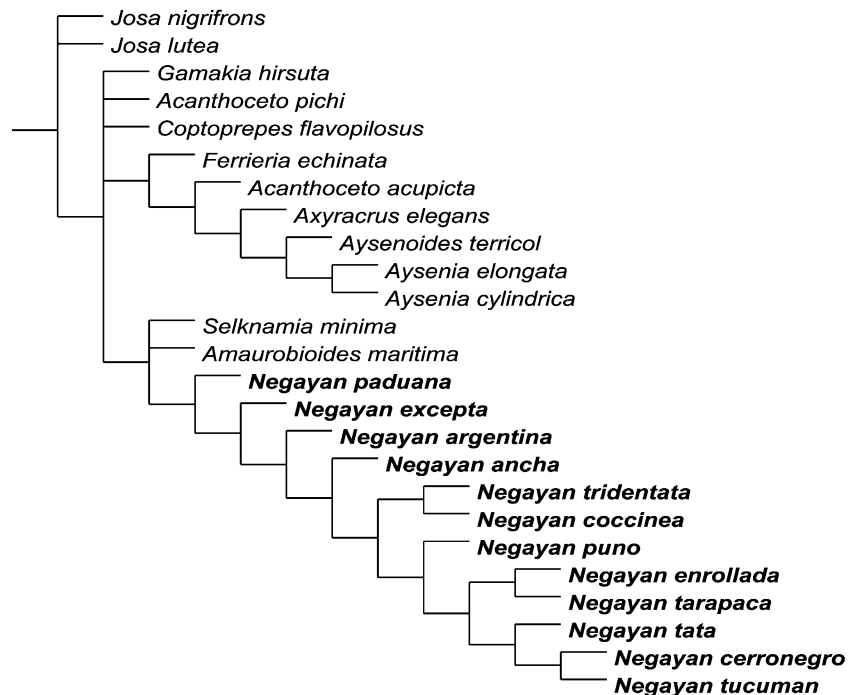 Josa nigrifrons
Josa lutea
Gamakia hirsuta
Acanthoceto pichi
Coptoprepes flavopilosus
Ferrieria echinata
Acanthoceto acupicta
Axyracrus elegans
Aysenoides terricol
Aysenia elongata
Aysenia cylindrica
Selknamia minima
Amaurobioides maritima
Negayan paduana
Negayan excepta
Negayan argentina
Negayan ancha
Negayan tridentata
Negayan coccinea
Negayan puno
Negayan enrollada
Negayan tarapaca
Negayan tata
Negayan cerronegro
Negayan tucuman